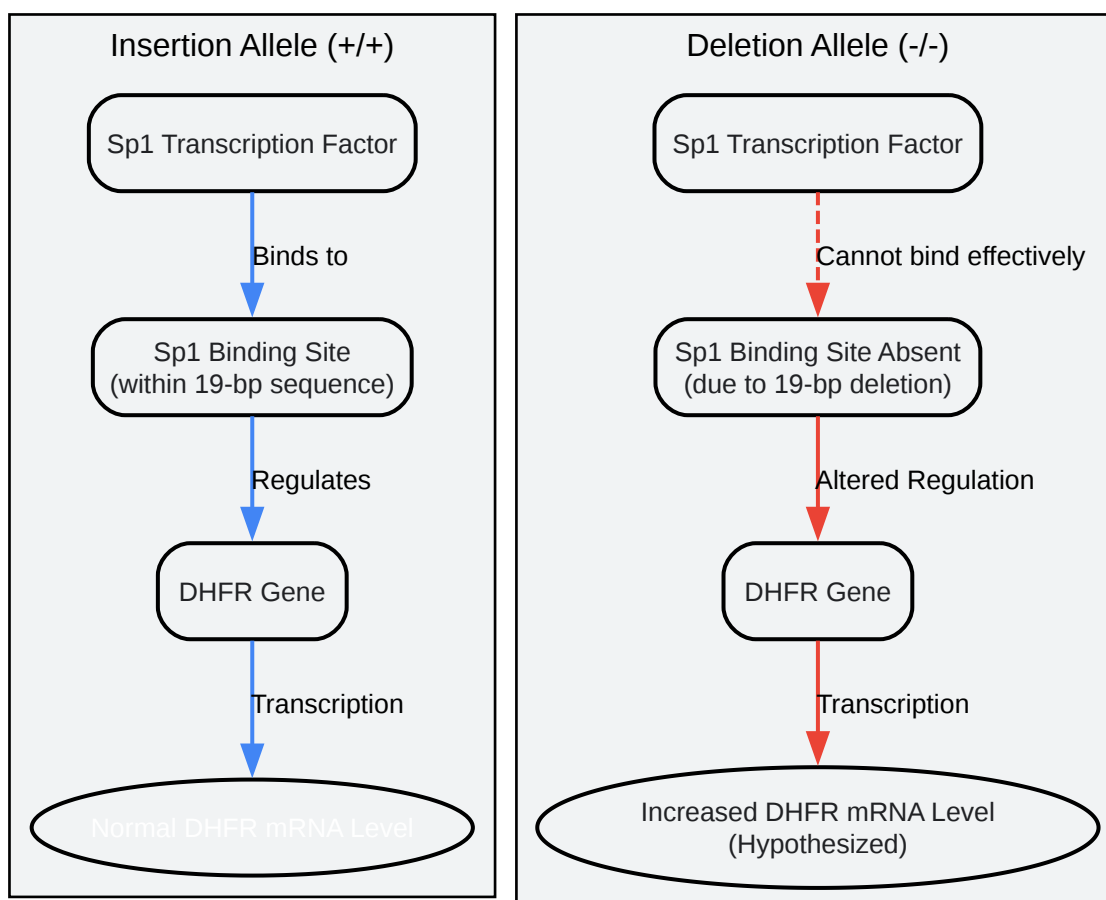 Insertion Allele (+/+)
Sp1 Transcription Factor
Binds to
Sp1 Binding Site
(within 19-bp sequence)
Regulates
DHFR Gene
Transcription
Normal DHFR mRNA Level
Deletion Allele (-/-)
Sp1 Transcription Factor
Cannot bind effectively
Sp1 Binding Site Absent
(due to 19-bp deletion)
Altered Regulation
DHFR Gene
Transcription
Increased DHFR mRNA Level
(Hypothesized)